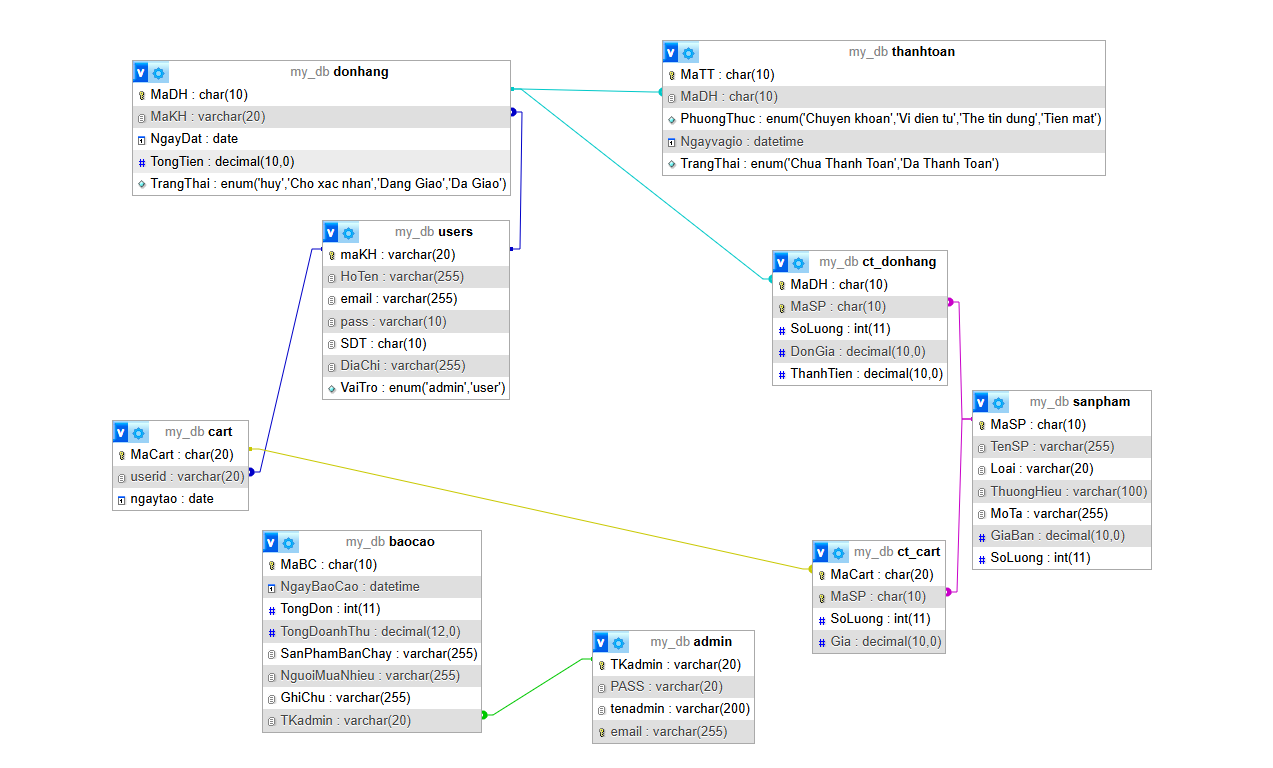 my_db donhang
MaDH : char(10)
MaKH : varchar(20)
NgayDat : date
# TongTien : decimal(10,0)
TrangThai : enum('huy','Cho xac nhan','Dang Giao','Da Giao')
my_db thanhtoan
MaTT : char(10)
MaDH : char(10)
PhuongThuc : enum('Chuyen khoan','Vi dien tu','The tin dung','Tien mat')
Ngayvagio : datetime
TrangThai : enum('Chua Thanh Toan','Da Thanh Toan')
my_db users
maKH : varchar(20)
HoTen : varchar(255)
email : varchar(255)
pass : varchar(10)
SDT : char(10)
DiaChi : varchar(255)
VaiTro : enum('admin','user')
my_db ct_donhang
MaDH : char(10)
MaSP : char(10)
# SoLuong : int(11)
# DonGia : decimal(10,0)
# ThanhTien : decimal(10,0)
my_db sanpham
MaSP : char(10)
TenSP : varchar(255)
Loai : varchar(20)
ThuongHieu : varchar(100)
MoTa : varchar(255)
# GiaBan : decimal(10,0)
# SoLuong : int(11)
my_db cart
MaCart : char(20)
userid : varchar(20)
ngaytao : date
my_db baocao
MaBC : char(10)
NgayBaoCao : datetime
# TongDon : int(11)
# TongDoanhThu : decimal(12,0)
SanPhamBanChay : varchar(255)
NguoiMuaNhieu : varchar(255)
GhiChu : varchar(255)
TKadmin : varchar(20)
my_db ct_cart
MaCart : char(20)
MaSP : char(10)
# SoLuong : int(11)
# Gia : decimal(10,0)
my_db admin
TKadmin : varchar(20)
PASS : varchar(20)
tenadmin : varchar(200)
email : varchar(255)